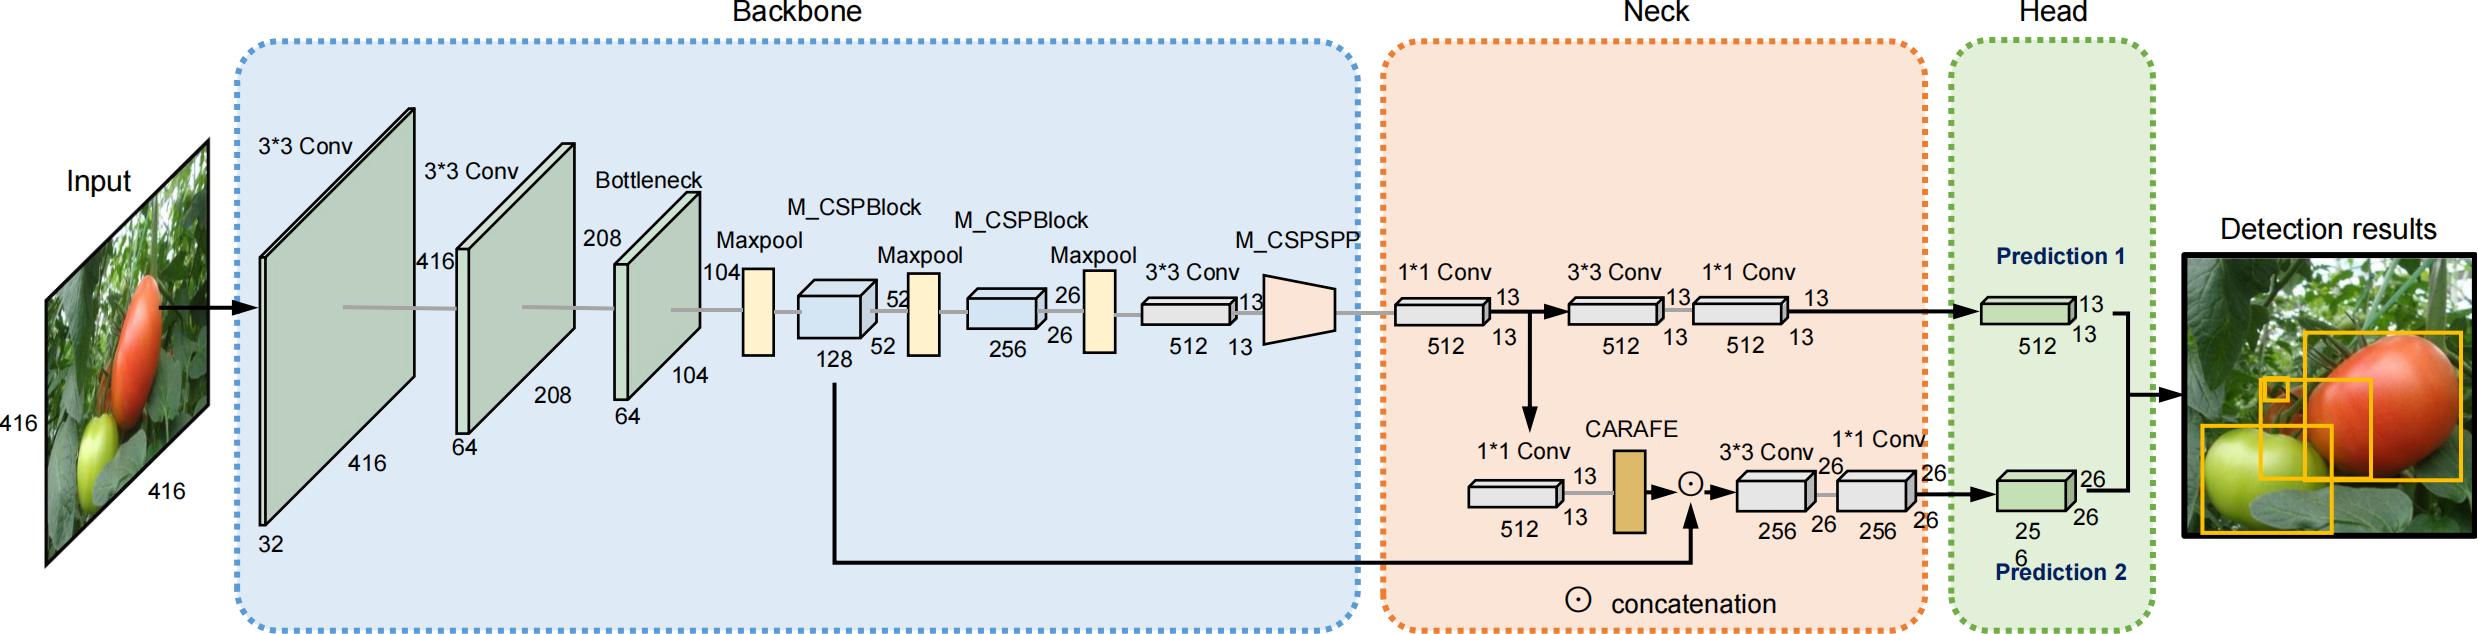 Backbone
Neck
Head
Input
416
416
3*3 Conv
416
416
32
3*3 Conv
208
208
64
Bottleneck
104
104
64
Maxpool
M_CSPBlock
52
52
128
Maxpool
M_CSPBlock
26
26
256
Maxpool
3*3 Conv
13
13
512
M_CSPSPP
1*1 Conv
13
13
512
3*3 Conv
13
13
512
1*1 Conv
13
13
512
1*1 Conv
13
13
512
CARAFE
3*3 Conv
26
26
256
1*1 Conv
26
26
256
concatenation
Prediction 1
13
13
512
26
26
25
6
Prediction 2
Detection results